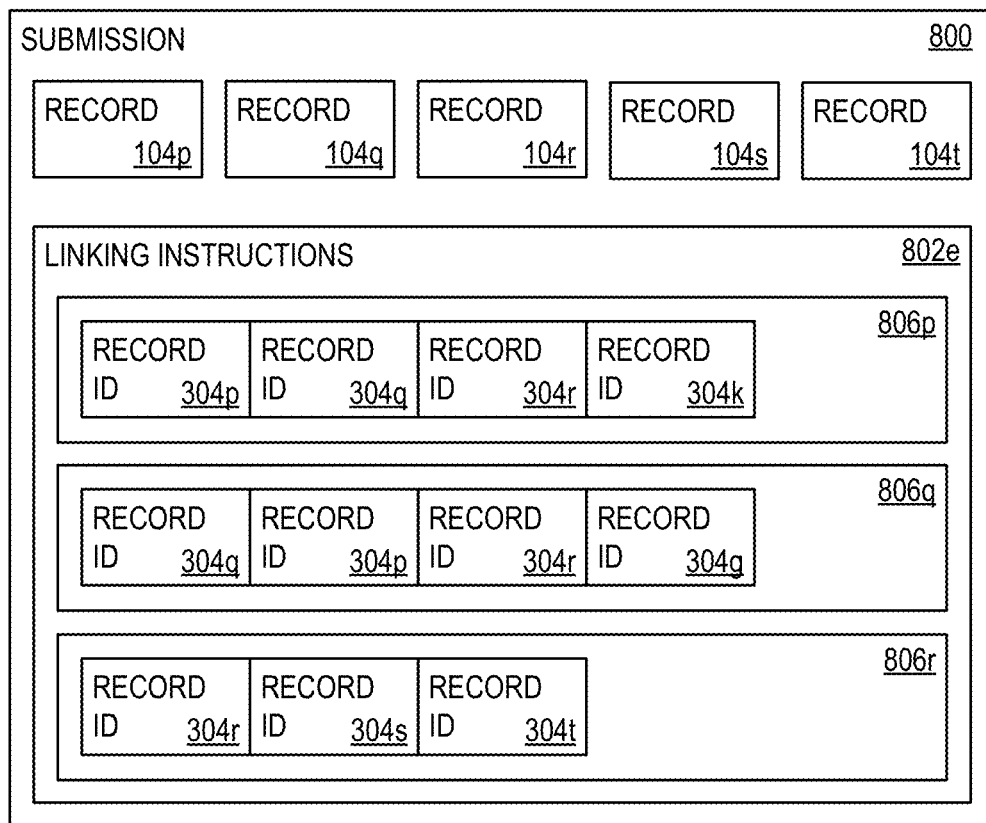 SUBMISSION 800
RECORD RECORD RECORD RECORD RECORD
104p 104q 104r 104s 104t
LINKING INSTRUCTIONS 802e
806p
RECORD RECORD RECORD RECORD
ID 304p ID 304q ID 304r ID 304k
806q
RECORD RECORD RECORD RECORD
ID 304q ID 304p ID 304r ID 304g
806r
RECORD RECORD RECORD
ID 304r ID 304s ID 304t